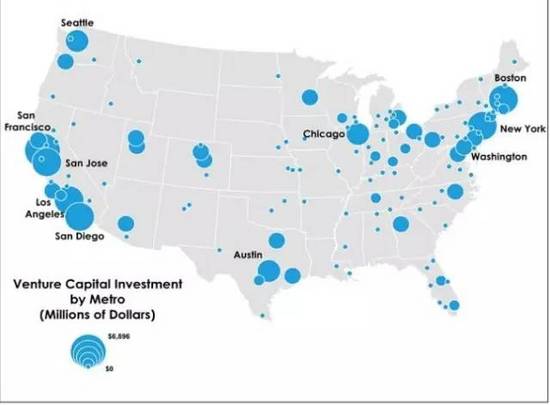 Seattle
Boston
San
Francisco
Chicago
New York
San Jose
Washington
Los
Angeles
San Diego
Austin
Venture Capital Investment
by Metro
(Millions of Dollars)
$6,896
$0